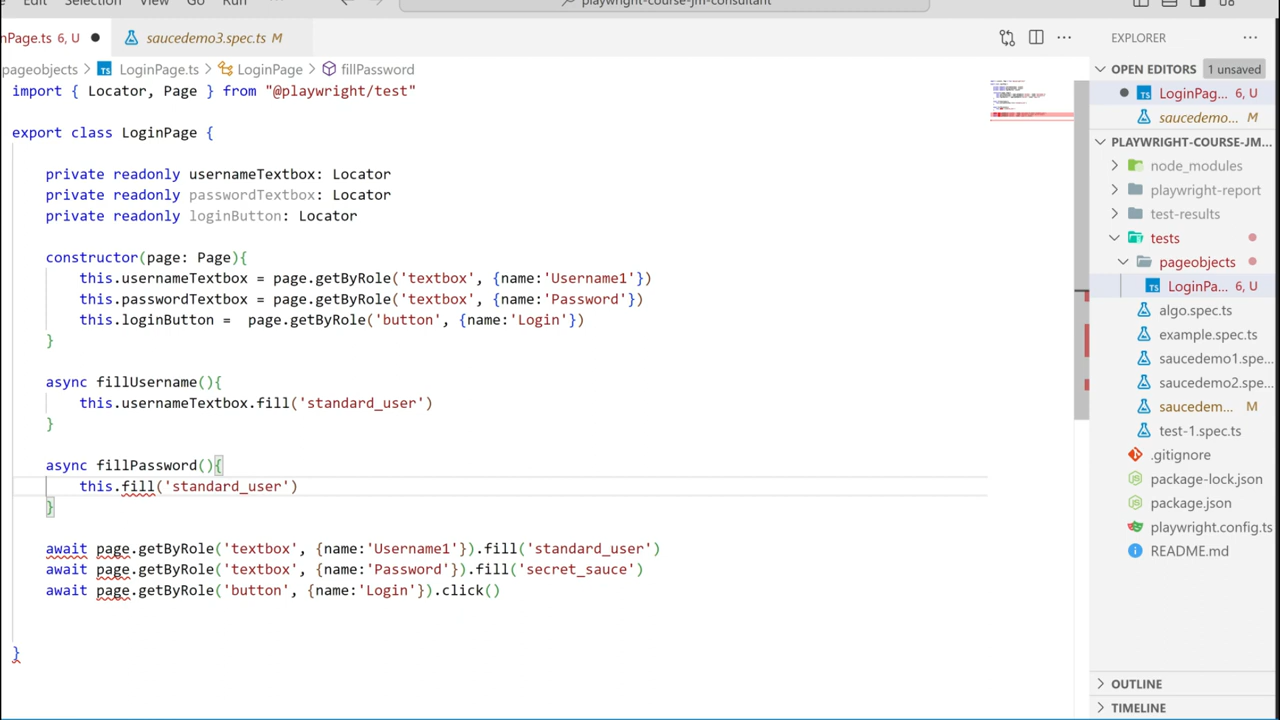 Edit Selection View Go Run ... playwright-course-jm-consultant
nPage.ts 6, U
saucedemo3.spec.ts M
pageobjects > LoginPage.ts > LoginPage > fillPassword
import { Locator, Page } from "@playwright/test"
export class LoginPage {
private readonly usernameTextbox: Locator
private readonly passwordTextbox: Locator
private readonly loginButton: Locator
constructor(page: Page){
this.usernameTextbox = page.getByRole('textbox', {name:'Username1'})
this.passwordTextbox = page.getByRole('textbox', {name:'Password'})
this.loginButton =  page.getByRole('button', {name:'Login'})
}
async fillUsername(){
this.usernameTextbox.fill('standard_user')
}
async fillPassword(){
this.fill('standard_user')
}
await page.getByRole('textbox', {name:'Username1'}).fill('standard_user')
await page.getByRole('textbox', {name:'Password'}).fill('secret_sauce')
await page.getByRole('button', {name:'Login'}).click()
}
EXPLORER
OPEN EDITORS 1 unsaved
LoginPag... 6, U
saucedemo... M
PLAYWRIGHT-COURSE-JM...
node_modules
playwright-report
test-results
tests
pageobjects
LoginPa... 6, U
algo.spec.ts
example.spec.ts
saucedemo1.spe...
saucedemo2.spe...
saucedem... M
test-1.spec.ts
.gitignore
package-lock.json
package.json
playwright.config.ts
README.md
OUTLINE
TIMELINE